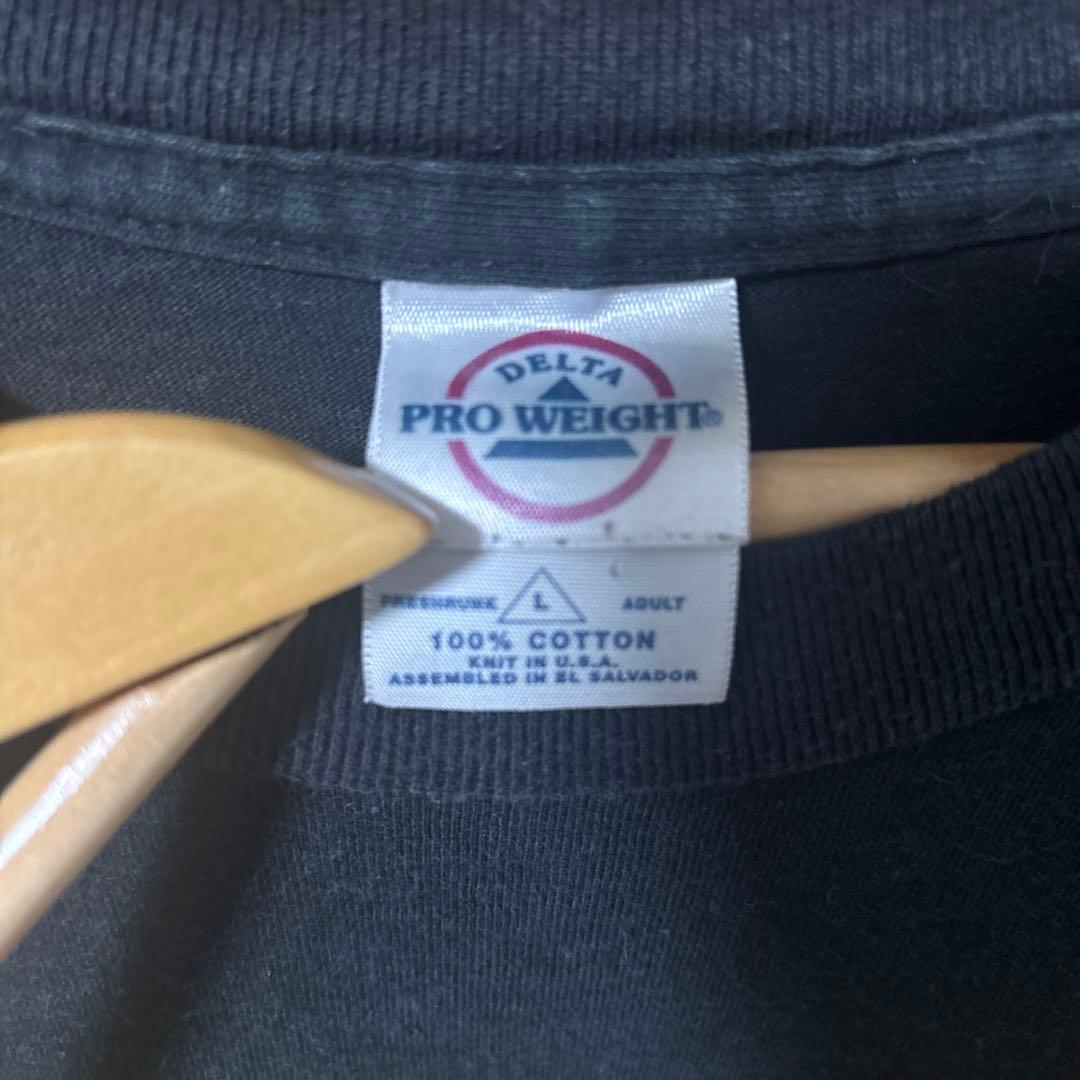 DELTA
PRO WEIGHT®
PRESHRUNK L ADULT
100% COTTON
KNIT IN U.S.A.
ASSEMBLED IN EL SALVADOR